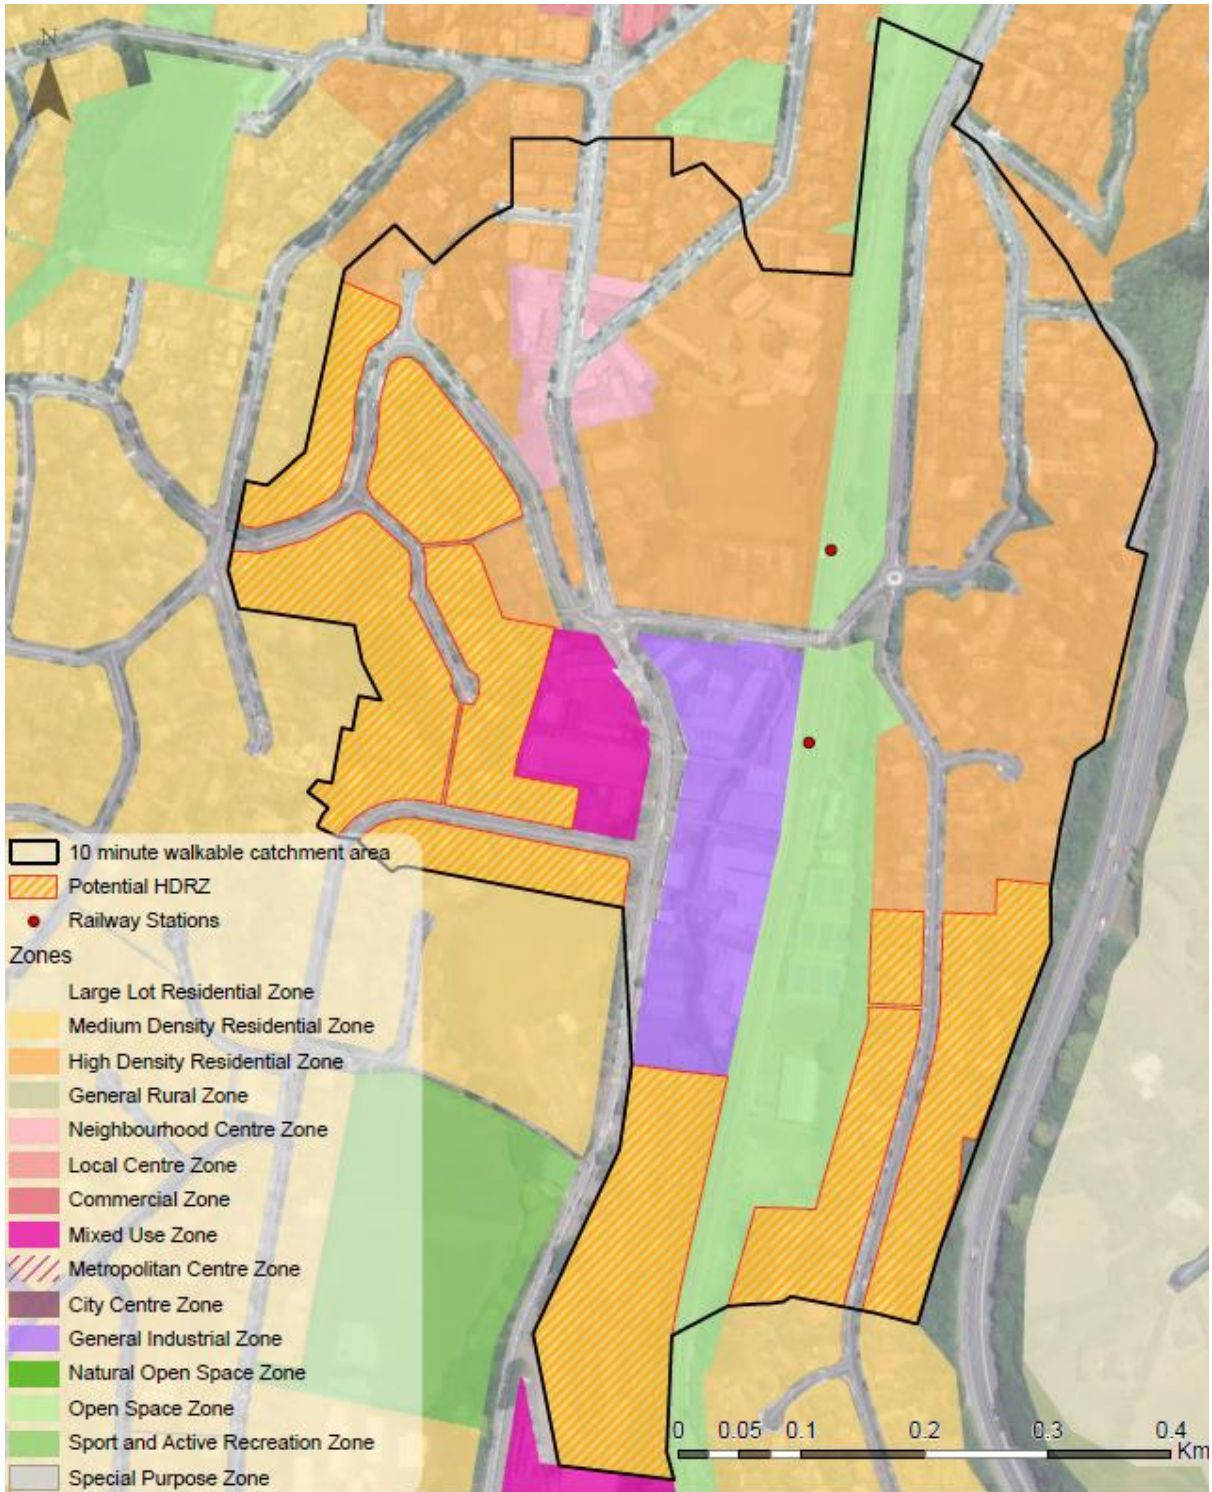 N
10 minute walkable catchment area
Potential HDRZ
Railway Stations
Zones
Large Lot Residential Zone
Medium Density Residential Zone
High Density Residential Zone
General Rural Zone
Neighbourhood Centre Zone
Local Centre Zone
Commercial Zone
Mixed Use Zone
Metropolitan Centre Zone
City Centre Zone
General Industrial Zone
Natural Open Space Zone
Open Space Zone
Sport and Active Recreation Zone
Special Purpose Zone
0 0.05 0.1 0.2 0.3 0.4
Km